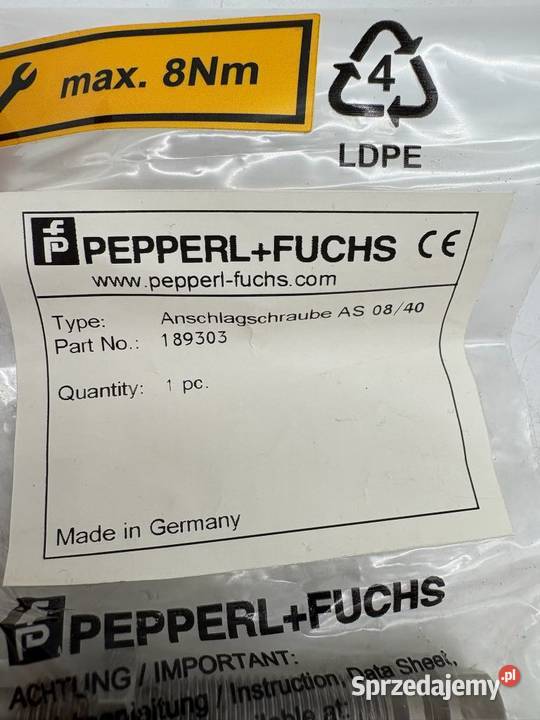 max. 8Nm
4
LDPE
PEPPERL+FUCHS CE
www.pepperl-fuchs.com
Type: Anschlagschraube AS 08/40
Part No.: 189303
Quantity: 1 pc.
Made in Germany
PEPPERL+FUCHS
ACHTUNG / IMPORTANT:
/ Instruction, Data Sheet,
at:
Sprzedajemy.pl